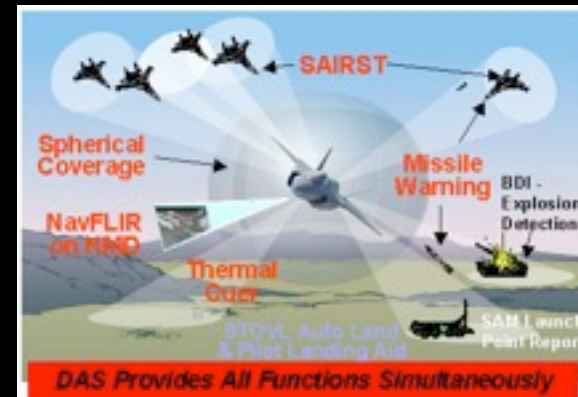 SAIRST
Spherical
Coverage
Missile
Warning
BDI -
Explosion
Detection
NavFLIR
on HMD
Thermal
Cuer
STOVL Auto Land
& Pilot Landing Aid
SAM Launch
Point Report
DAS Provides All Functions Simultaneously